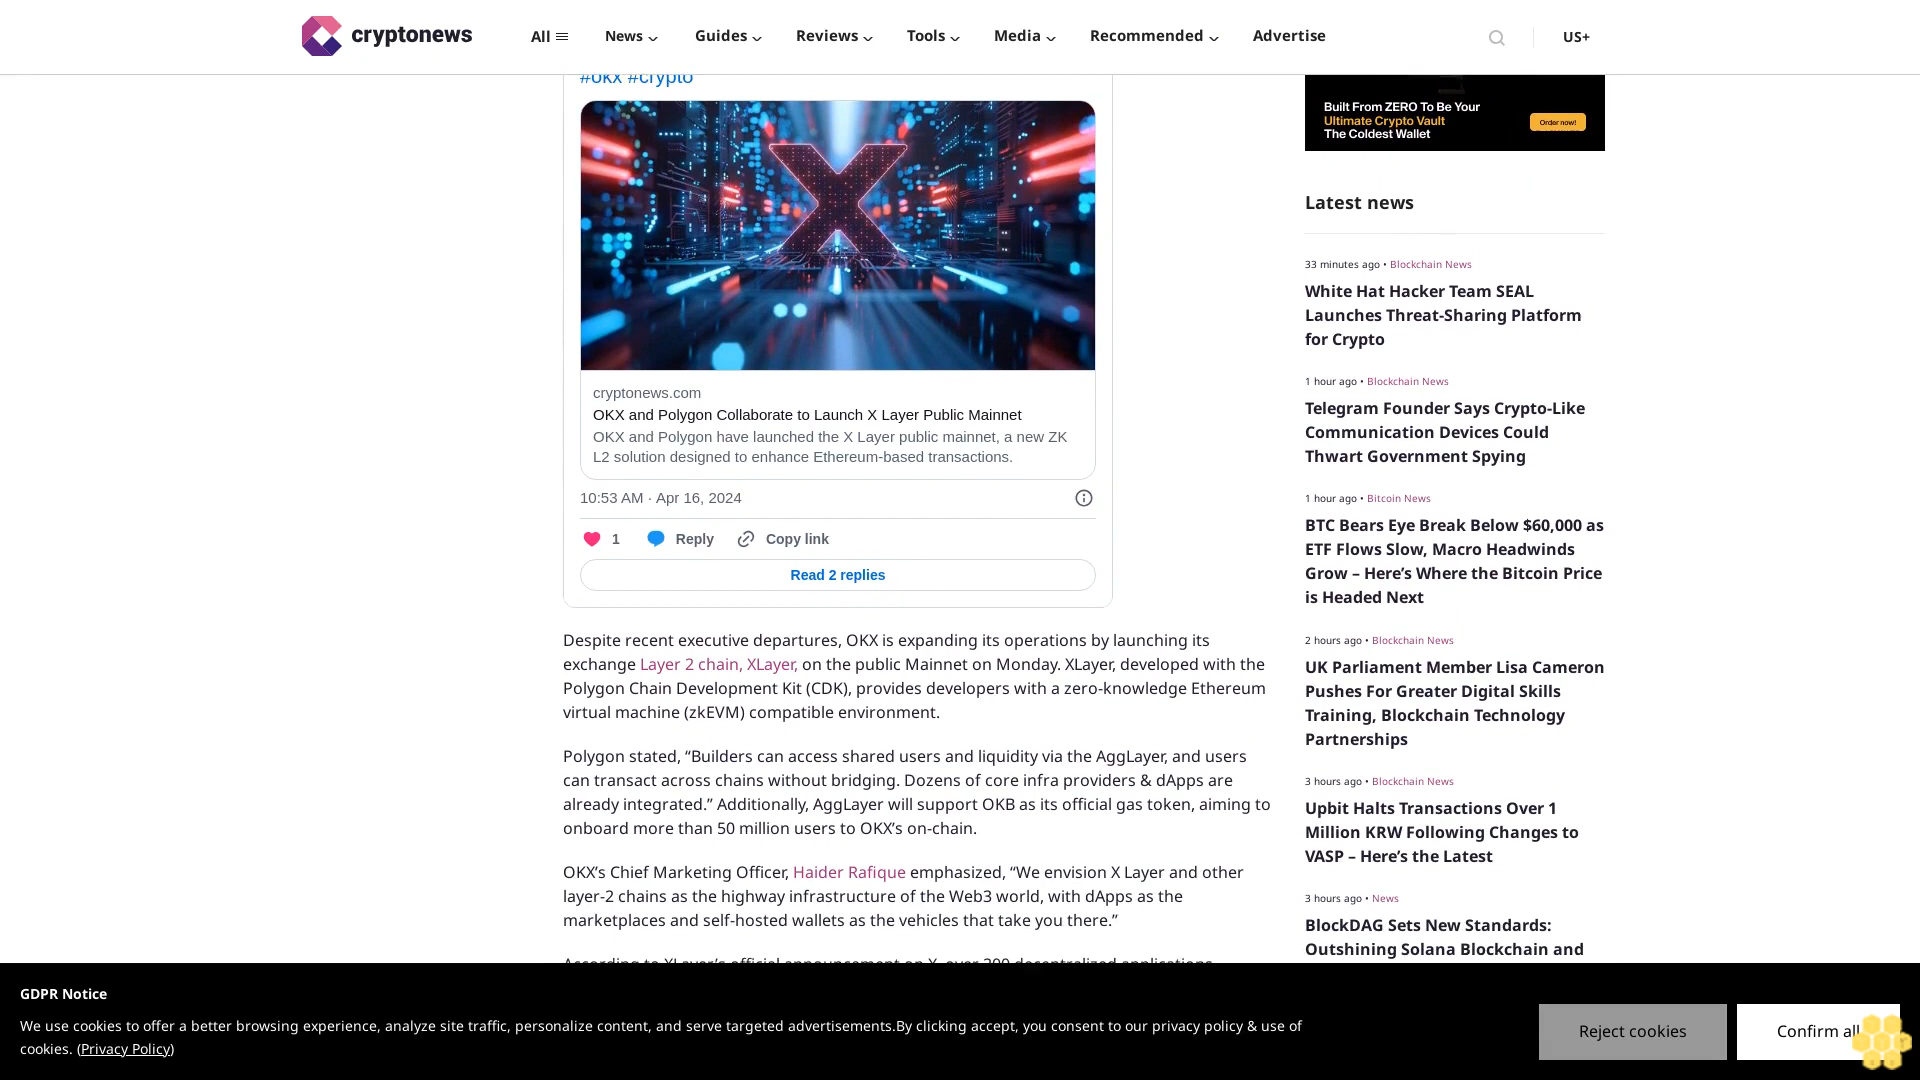 cryptonews
All
News
Guides
Reviews
Tools
Media
Recommended
Advertise
US+
#okx #crypto
cryptonews.com
OKX and Polygon Collaborate to Launch X Layer Public Mainnet
OKX and Polygon have launched the X Layer public mainnet, a new ZK
L2 solution designed to enhance Ethereum-based transactions.
10:53 AM · Apr 16, 2024
1
Reply
Copy link
Read 2 replies
Despite recent executive departures, OKX is expanding its operations by launching its
exchange Layer 2 chain, XLayer, on the public Mainnet on Monday. XLayer, developed with the
Polygon Chain Development Kit (CDK), provides developers with a zero-knowledge Ethereum
virtual machine (zkEVM) compatible environment.
Polygon stated, “Builders can access shared users and liquidity via the AggLayer, and users
can transact across chains without bridging. Dozens of core infra providers & dApps are
already integrated.” Additionally, AggLayer will support OKB as its official gas token, aiming to
onboard more than 50 million users to OKX’s on-chain.
OKX’s Chief Marketing Officer, Haider Rafique emphasized, “We envision X Layer and other
layer-2 chains as the highway infrastructure of the Web3 world, with dApps as the
marketplaces and self-hosted wallets as the vehicles that take you there.”
According to XLayer’s official announcement on X, over 200 decentralized applications
Built From ZERO To Be Your
Ultimate Crypto Vault
The Coldest Wallet
Order now!
Latest news
33 minutes ago • Blockchain News
White Hat Hacker Team SEAL
Launches Threat-Sharing Platform
for Crypto
1 hour ago • Blockchain News
Telegram Founder Says Crypto-Like
Communication Devices Could
Thwart Government Spying
1 hour ago • Bitcoin News
BTC Bears Eye Break Below $60,000 as
ETF Flows Slow, Macro Headwinds
Grow – Here’s Where the Bitcoin Price
is Headed Next
2 hours ago • Blockchain News
UK Parliament Member Lisa Cameron
Pushes For Greater Digital Skills
Training, Blockchain Technology
Partnerships
3 hours ago • Blockchain News
Upbit Halts Transactions Over 1
Million KRW Following Changes to
VASP – Here’s the Latest
3 hours ago • News
BlockDAG Sets New Standards:
Outshining Solana Blockchain and
GDPR Notice
We use cookies to offer a better browsing experience, analyze site traffic, personalize content, and serve targeted advertisements.By clicking accept, you consent to our privacy policy & use of
cookies. (Privacy Policy)
Reject cookies
Confirm all